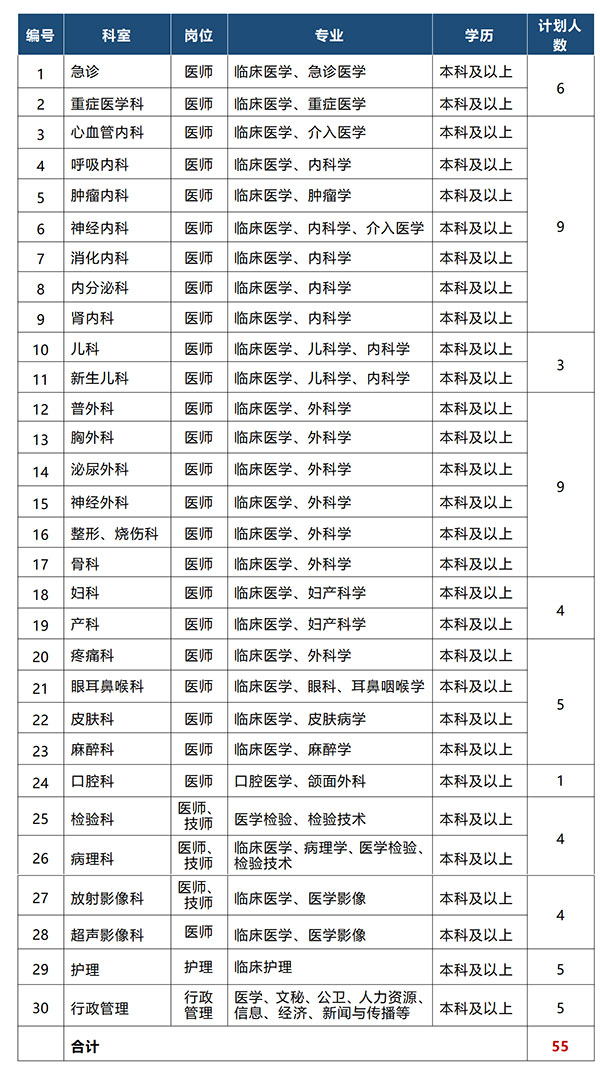 编号 科室 岗位 专业 学历 计划人数
1 急诊 医师 临床医学、急诊医学 本科及以上 6
2 重症医学科 医师 临床医学、重症医学 本科及以上
3 心血管内科 医师 临床医学、介入医学 本科及以上 9
4 呼吸内科 医师 临床医学、内科学 本科及以上
5 肿瘤内科 医师 临床医学、肿瘤学 本科及以上
6 神经内科 医师 临床医学、内科学、介入医学 本科及以上
7 消化内科 医师 临床医学、内科学 本科及以上
8 内分泌科 医师 临床医学、内科学 本科及以上
9 肾内科 医师 临床医学、内科学 本科及以上
10 儿科 医师 临床医学、儿科学、内科学 本科及以上 3
11 新生儿科 医师 临床医学、儿科学、内科学 本科及以上
12 普外科 医师 临床医学、外科学 本科及以上 9
13 胸外科 医师 临床医学、外科学 本科及以上
14 泌尿外科 医师 临床医学、外科学 本科及以上
15 神经外科 医师 临床医学、外科学 本科及以上
16 整形、烧伤科 医师 临床医学、外科学 本科及以上
17 骨科 医师 临床医学、外科学 本科及以上
18 妇科 医师 临床医学、妇产科学 本科及以上 4
19 产科 医师 临床医学、妇产科学 本科及以上
20 疼痛科 医师 临床医学、外科学 本科及以上 5
21 眼耳鼻喉科 医师 临床医学、眼科、耳鼻咽喉学 本科及以上
22 皮肤科 医师 临床医学、皮肤病学 本科及以上
23 麻醉科 医师 临床医学、麻醉学 本科及以上
24 口腔科 医师 口腔医学、颌面外科 本科及以上 1
25 检验科 医师、技师 医学检验、检验技术 本科及以上 4
26 病理科 医师、技师 临床医学、病理学、医学检验、检验技术 本科及以上
27 放射影像科 医师、技师 临床医学、医学影像 本科及以上 4
28 超声影像科 医师 临床医学、医学影像 本科及以上
29 护理 护理 临床护理 本科及以上 5
30 行政管理 行政管理 医学、文秘、公卫、人力资源、信息、经济、新闻与传播等 本科及以上 5
合计 55